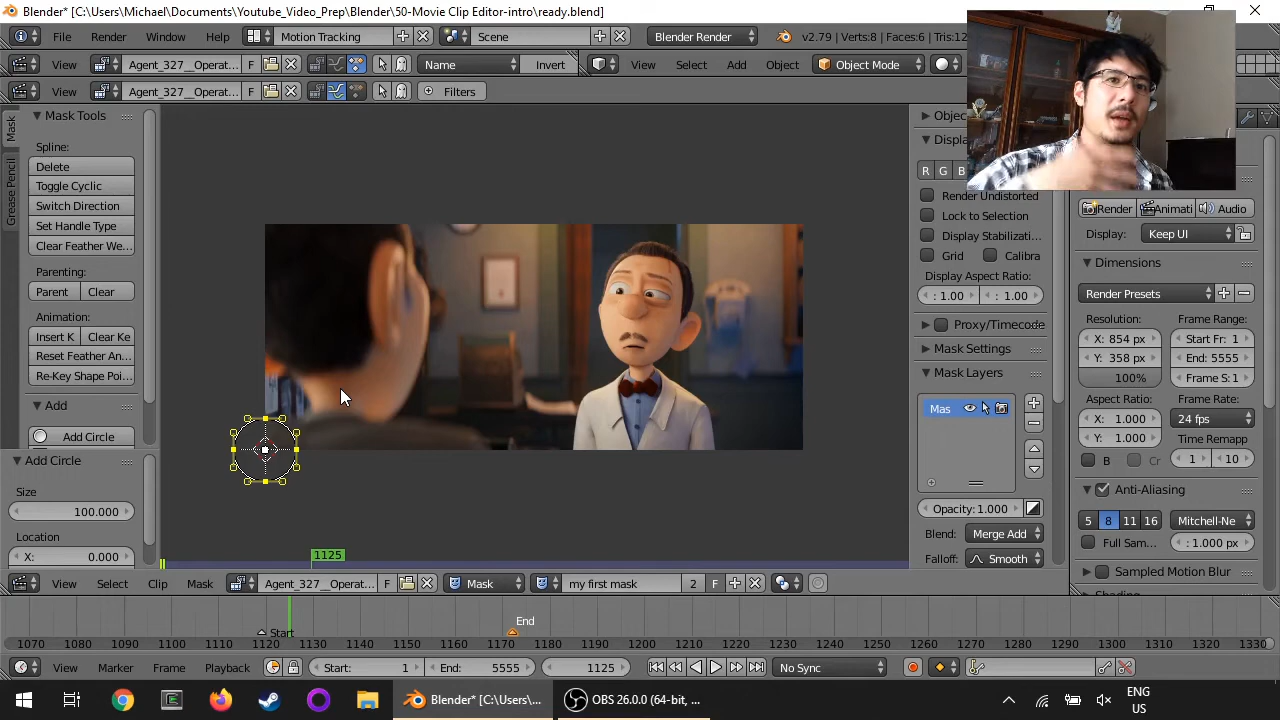 Blender* [C:\Users\Michael\Documents\Youtube_Video_Prep\Blender\50-Movie Clip Editor-intro\ready.blend]
File Render Window Help Motion Tracking Scene Blender Render v2.79 | Verts:8 | Faces:6 | Tris:12
View Agent_327__Operat... F Name Invert View Select Add Object Object Mode
View Agent_327__Operat... F Filters
Mask
Grease Pencil
Mask Tools
Spline:
Delete
Toggle Cyclic
Switch Direction
Set Handle Type
Clear Feather We...
Parenting:
Parent Clear
Animation:
Insert K Clear Ke
Reset Feather An...
Re-Key Shape Poi...
Add
Add Circle
Add Circle
Size
100.000
Location
X: 0.000
1125
Objec
Display
R G B
Render Undistorted
Lock to Selection
Display Stabilizati...
Grid Calibra
Display Aspect Ratio:
: 1.00 : 1.00
Proxy/Timecode
Mask Settings
Mask Layers
Mas
Opacity: 1.000
Blend: Merge Add
Falloff: Smooth
Render Animati Audio
Display: Keep UI
Dimensions
Render Presets
Resolution: Frame Range:
X: 854 px Start Fr: 1
Y: 358 px End: 5555
100% Frame S: 1
Aspect Ratio: Frame Rate:
X: 1.000 24 fps
Y: 1.000 Time Remapp
B Cr 1 10
Anti-Aliasing
5 8 11 16 Mitchell-Ne
Full Sam... : 1.000 px
Sampled Motion Blur
View Select Clip Mask Agent_327__Operat... F Mask my first mask 2 F
Start End
1070 1080 1090 1100 1110 1120 1130 1140 1150 1160 1170 1180 1190 1200 1210 1220 1230 1240 1250 1260 1270 1280 1290 1300 1310 1320 1330
View Marker Frame Playback Start: 1 End: 5555 1125 No Sync
Blender* [C:\Users\... OBS 26.0.0 (64-bit, ... ENG
US